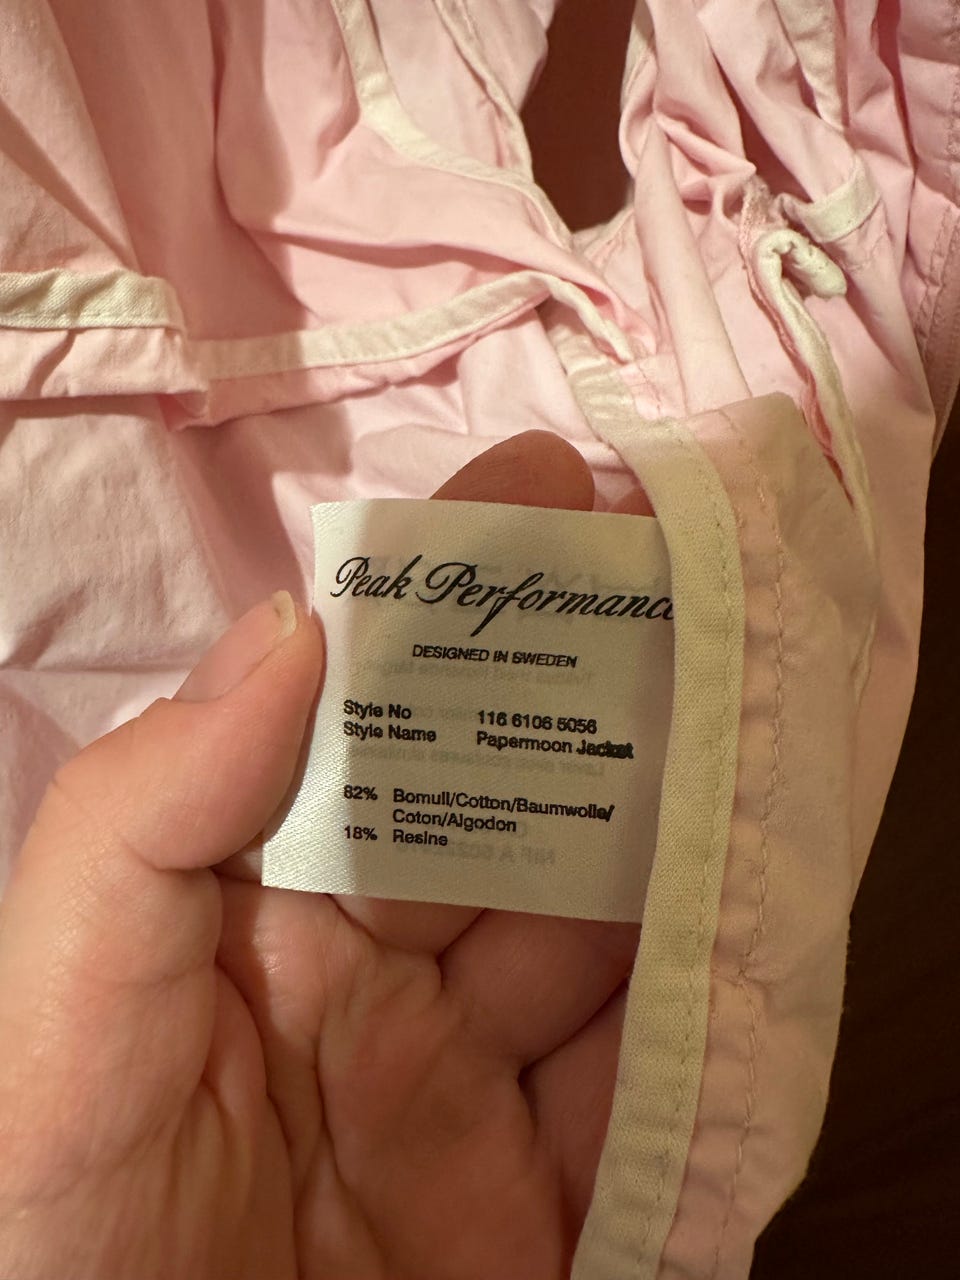 Peak Performance
DESIGNED IN SWEDEN
Style No 116 6106 5056
Style Name Papermoon Jacket
82% Bomull/Cotton/Baumwolle/
Coton/Algodon
18% Resine